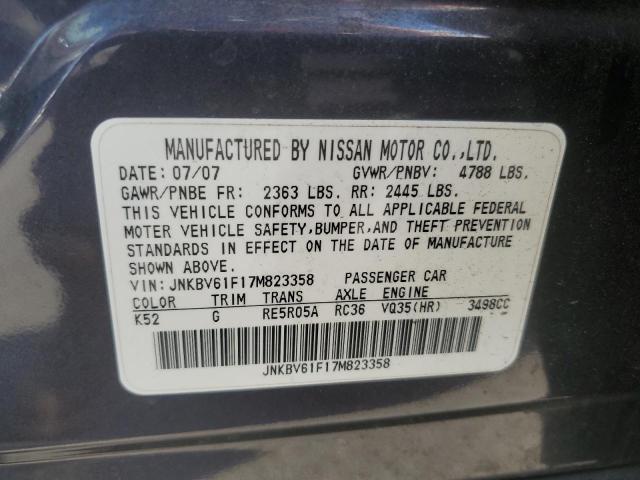 MANUFACTURED BY NISSAN MOTOR CO.,LTD.
DATE: 07/07 GVWR/PNBV: 4788 LBS.
GAWR/PNBE FR: 2363 LBS. RR: 2445 LBS.
THIS VEHICLE CONFORMS TO ALL APPLICABLE FEDERAL
MOTOR VEHICLE SAFETY,BUMPER,AND THEFT PREVENTION
STANDARDS IN EFFECT ON THE DATE OF MANUFACTURE
SHOWN ABOVE.
VIN: JNKBV61F17M823358 PASSENGER CAR
COLOR TRIM TRANS AXLE ENGINE
K52 G RE5R05A RC36 VQ35(HR) 3498CC
JNKBV61F17M823358